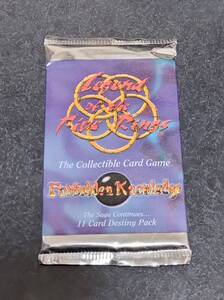 Legend
of the
Five Rings
The Collectible Card Game
Forbidden Knowledge
The Saga Continues...
11 Card Destiny Pack